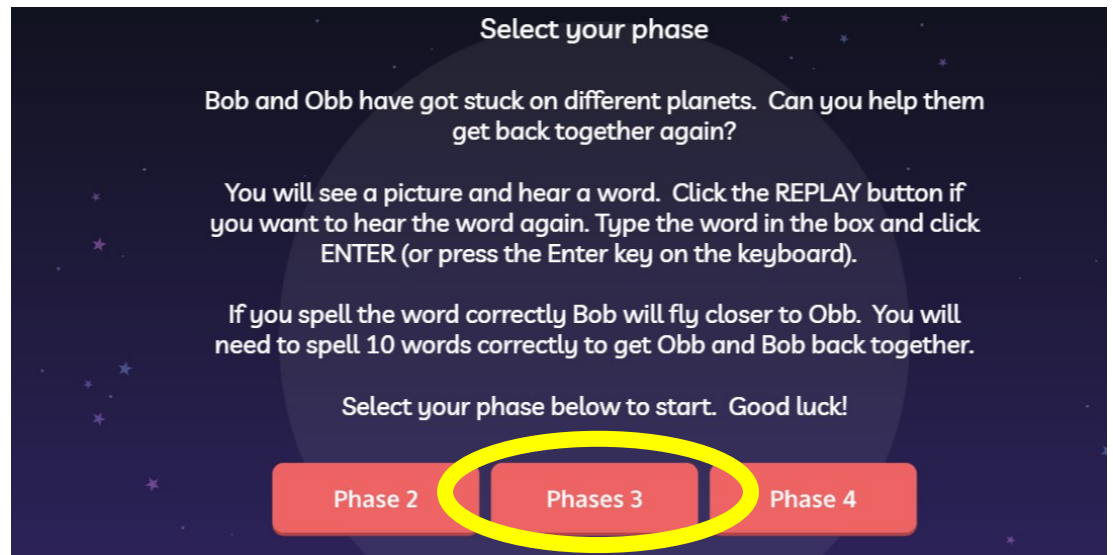 Select your phase
Bob and Obb have got stuck on different planets.  Can you help them
get back together again?
You will see a picture and hear a word.  Click the REPLAY button if
you want to hear the word again. Type the word in the box and click
ENTER (or press the Enter key on the keyboard).
If you spell the word correctly Bob will fly closer to Obb.  You will
need to spell 10 words correctly to get Obb and Bob back together.
Select your phase below to start.  Good luck!
Phase 2
Phases 3
Phase 4